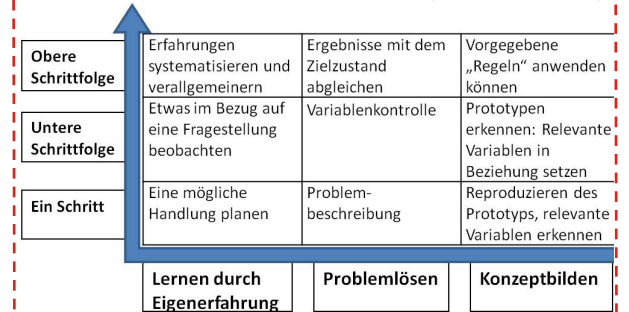 Obere
Schrittfolge
Erfahrungen
systematisieren und
verallgemeinern
Ergebnisse mit dem
Zielzustand
abgleichen
Vorgegebene
„Regeln“ anwenden
können
Untere
Schrittfolge
Etwas im Bezug auf
eine Fragestellung
beobachten
Variablenkontrolle
Prototypen
erkennen: Relevante
Variablen in
Beziehung setzen
Ein Schritt
Eine mögliche
Handlung planen
Problem-
beschreibung
Reproduzieren des
Prototyps, relevante
Variablen erkennen
Lernen durch
Eigenerfahrung
Problemlösen
Konzeptbilden